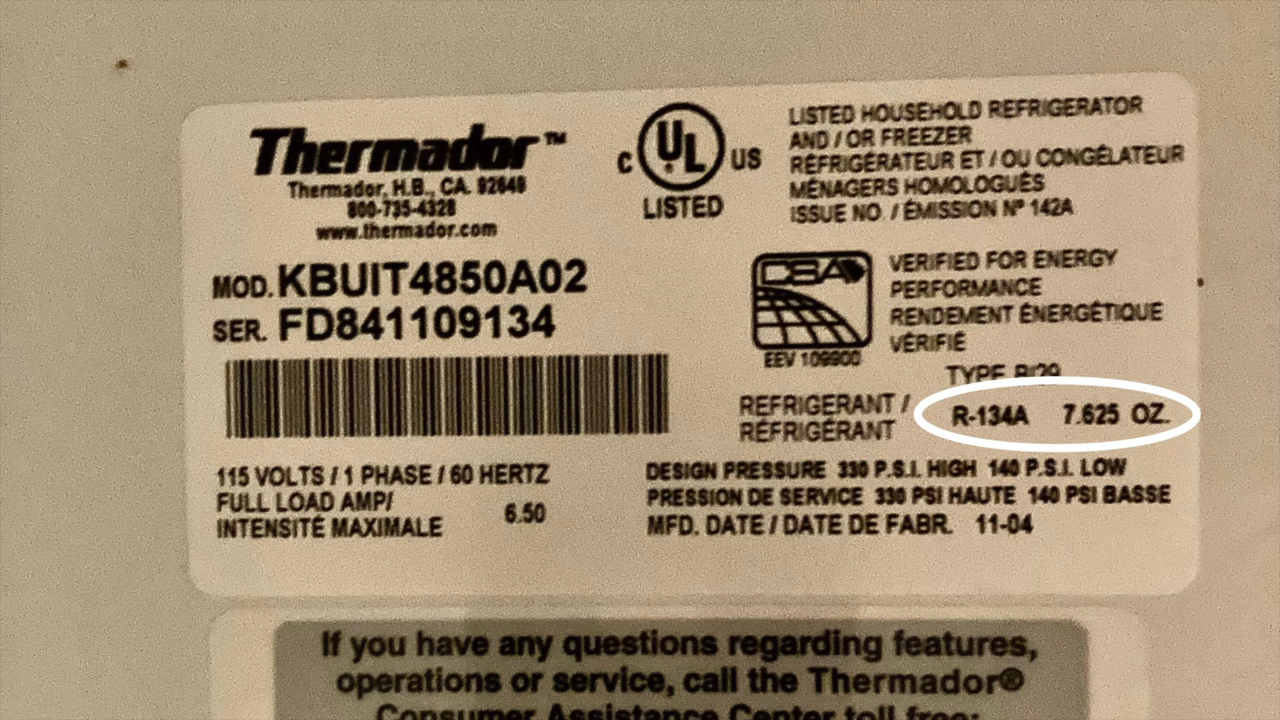 Thermador™
Thermador, H.B., CA. 92649
800-735-4328
www.thermador.com
C UL US
LISTED
LISTED HOUSEHOLD REFRIGERATOR
AND / OR FREEZER
RÉFRIGÉRATEUR ET / OU CONGÉLATEUR
MÉNAGERS HOMOLOGUÉS
ISSUE NO. / ÉMISSION Nº 142A
MOD. KBUIT4850A02
SER. FD841109134
CSA
EEV 109900
VERIFIED FOR ENERGY
PERFORMANCE
RENDEMENT ÉNERGÉTIQUE
VÉRIFIÉ
TYPE
REFRIGERANT /
RÉFRIGÉRANT
R-134A 7.625 OZ.
115 VOLTS / 1 PHASE / 60 HERTZ
FULL LOAD AMP/
INTENSITÉ MAXIMALE 6.50
DESIGN PRESSURE 330 P.S.I. HIGH 140 P.S.I. LOW
PRESSION DE SERVICE 330 PSI HAUTE 140 PSI BASSE
MFD. DATE / DATE DE FABR. 11-04
If you have any questions regarding features,
operations or service, call the Thermador®
Consumer Assistance Center toll free: